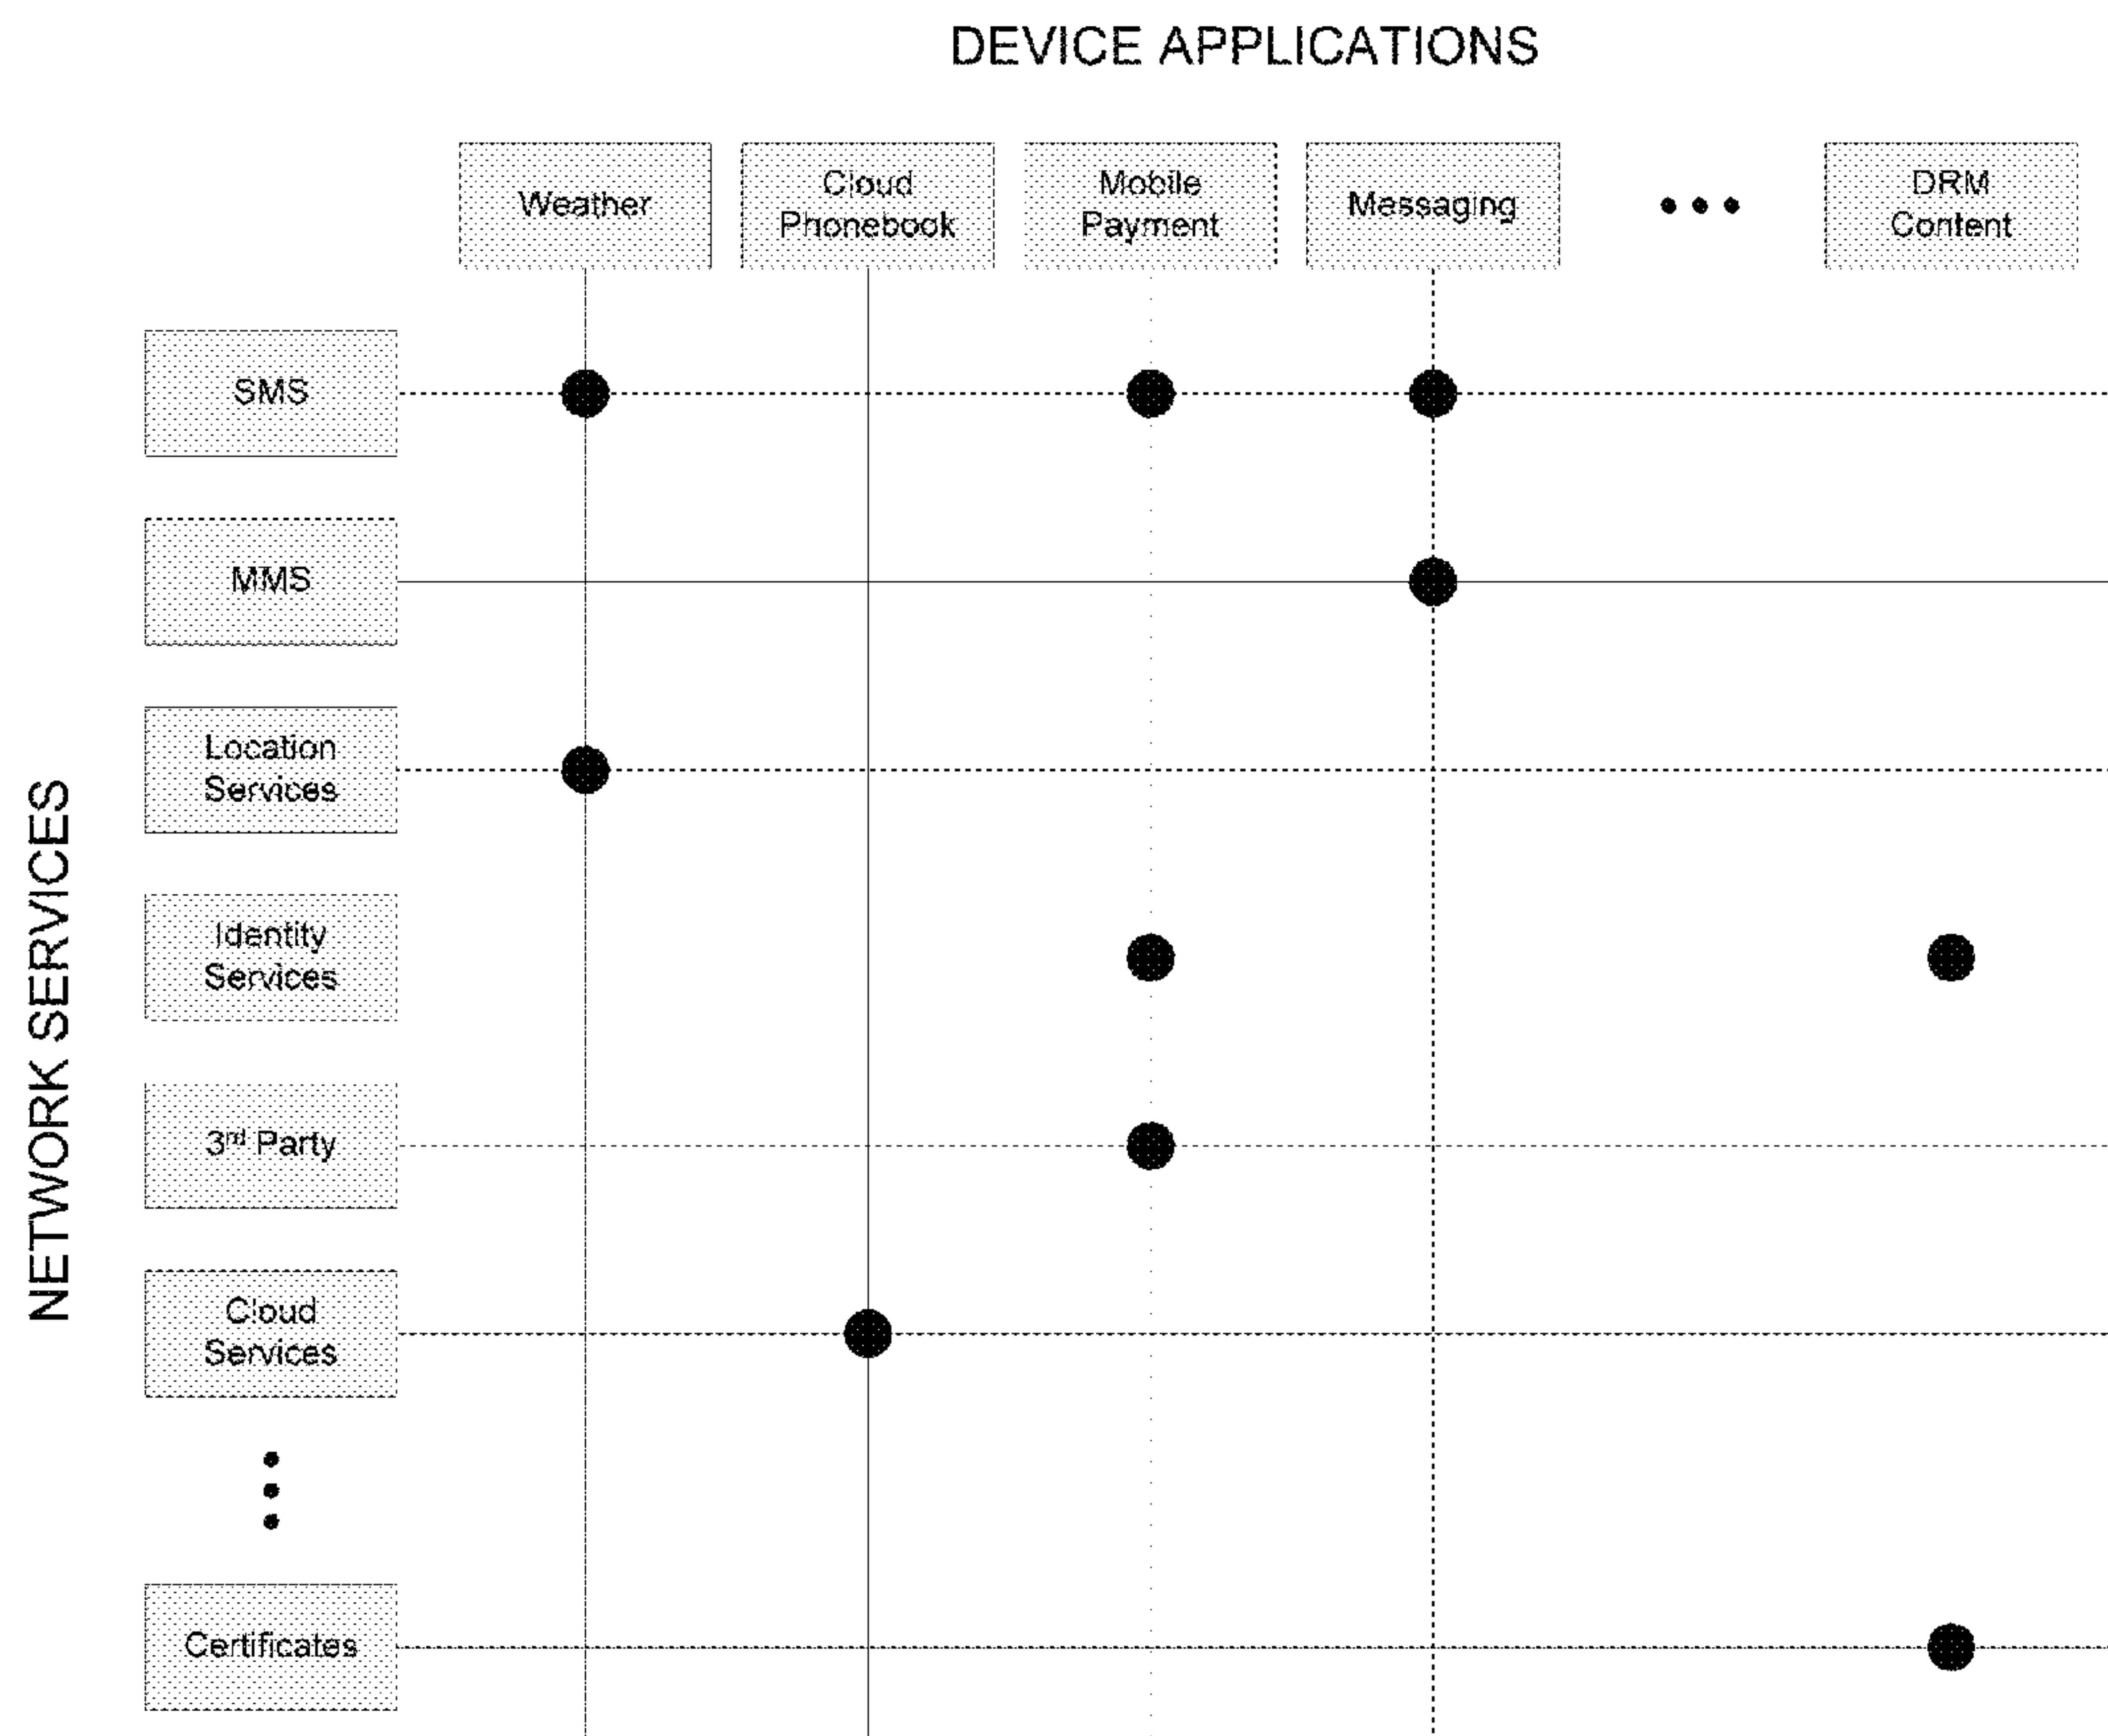 DEVICE APPLICATIONS
Weather
Cloud
Phonebook
Mobile
Payment
Messaging
DRM
Content
NETWORK SERVICES
SMS
MMS
Location
Services
Identity
Services
3rd Party
Cloud
Services
Certificates